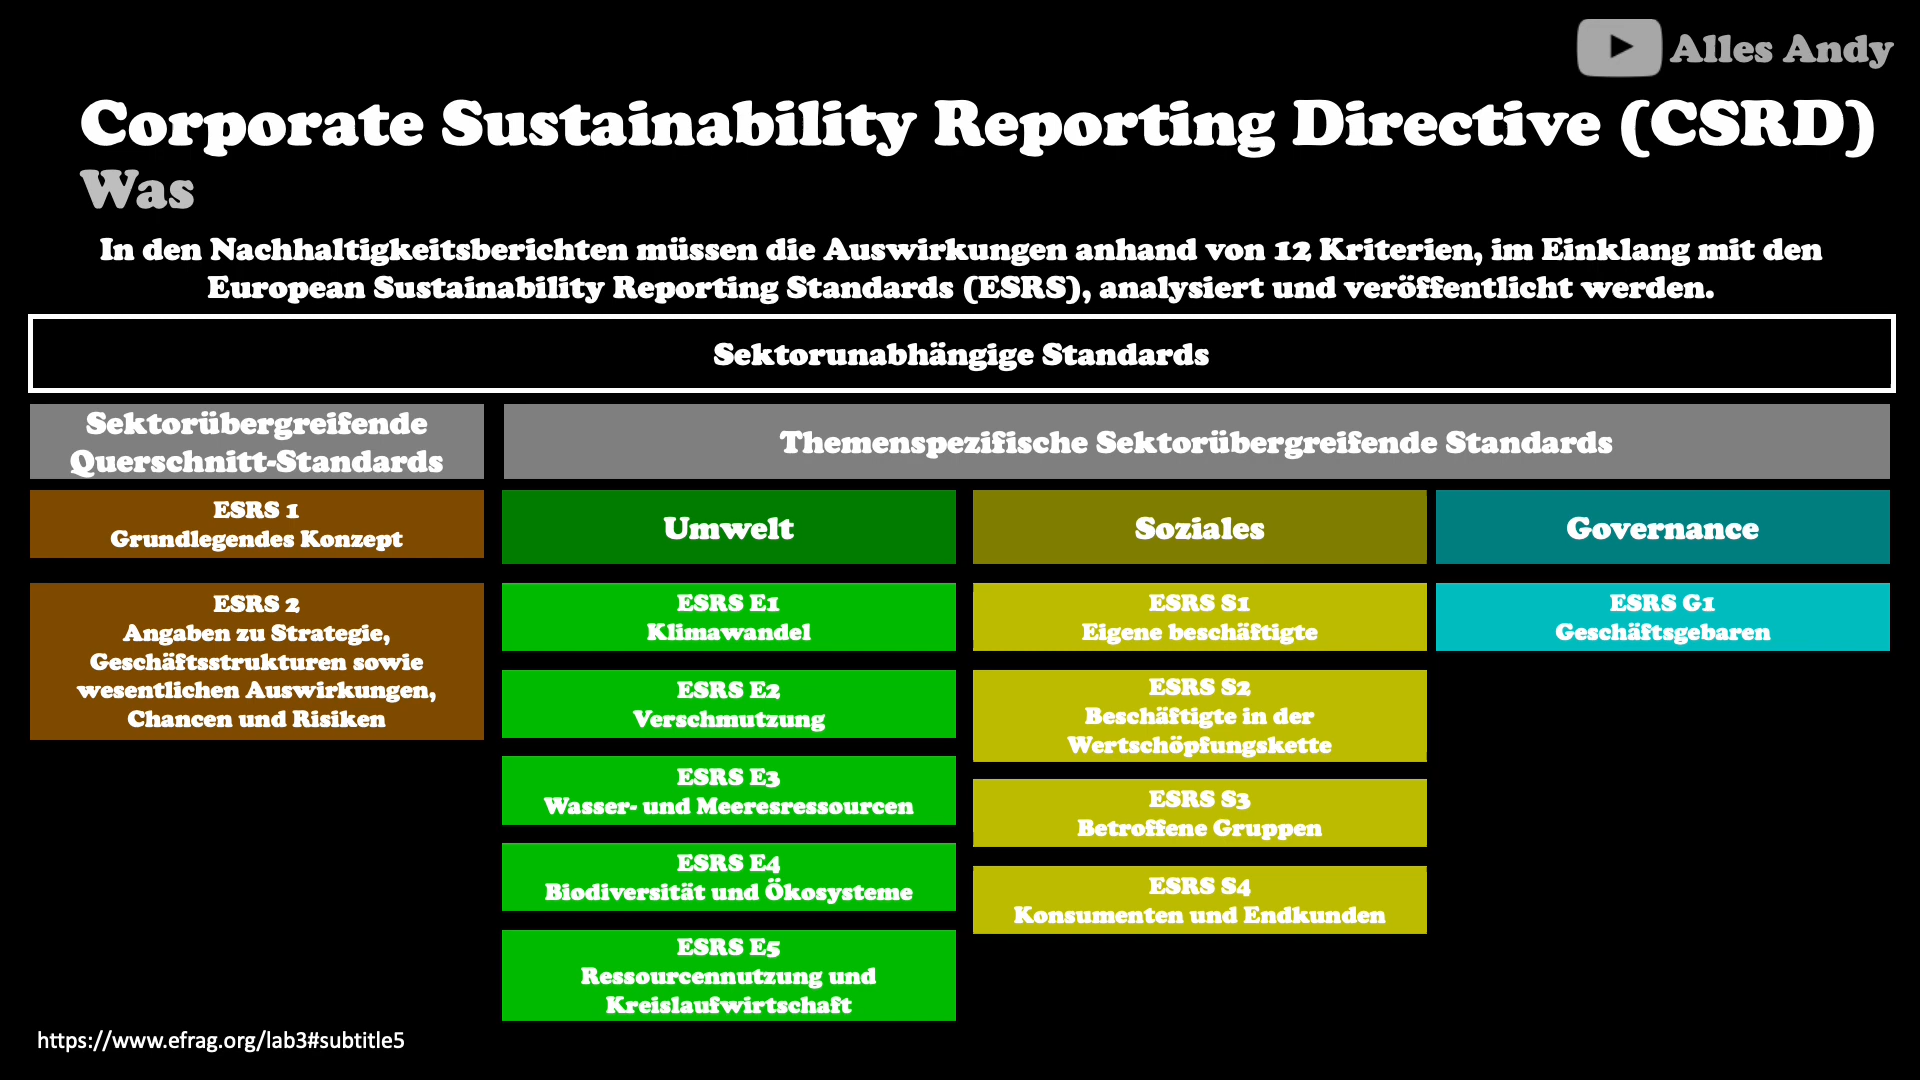 Alles Andy
Corporate Sustainability Reporting Directive (CSRD)
Was
In den Nachhaltigkeitsberichten müssen die Auswirkungen anhand von 12 Kriterien, im Einklang mit den
European Sustainability Reporting Standards (ESRS), analysiert und veröffentlicht werden.
Sektorunabhängige Standards
Sektorübergreifende
Querschnitt-Standards
ESRS 1
Grundlegendes Konzept
ESRS 2
Angaben zu Strategie,
Geschäftsstrukturen sowie
wesentlichen Auswirkungen,
Chancen und Risiken
Themenspezifische Sektorübergreifende Standards
Umwelt
ESRS E1
Klimawandel
ESRS E2
Verschmutzung
ESRS E3
Wasser- und Meeresressourcen
ESRS E4
Biodiversität und Ökosysteme
ESRS E5
Ressourcennutzung und
Kreislaufwirtschaft
Soziales
ESRS S1
Eigene beschäftigte
ESRS S2
Beschäftigte in der
Wertschöpfungskette
ESRS S3
Betroffene Gruppen
ESRS S4
Konsumenten und Endkunden
Governance
ESRS G1
Geschäftsgebaren
https://www.efrag.org/lab3#subtitle5